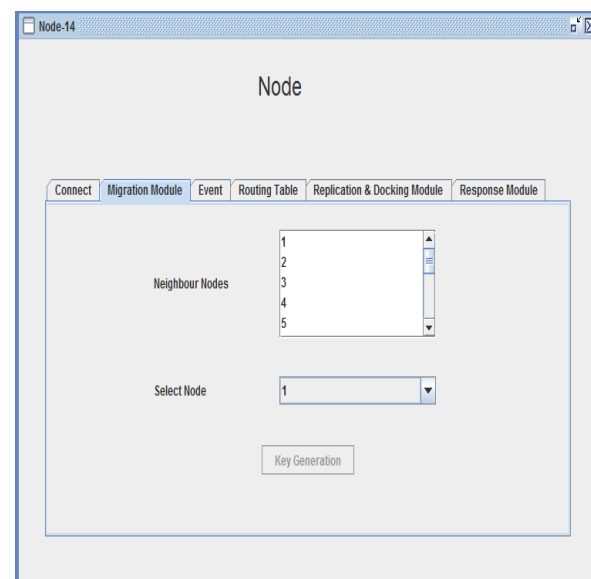 Node-14
Node
Connect Migration Module Event Routing Table Replication & Docking Module Response Module
1
2
Neighbour Nodes 3
4
5
Select Node 1
Key Generation